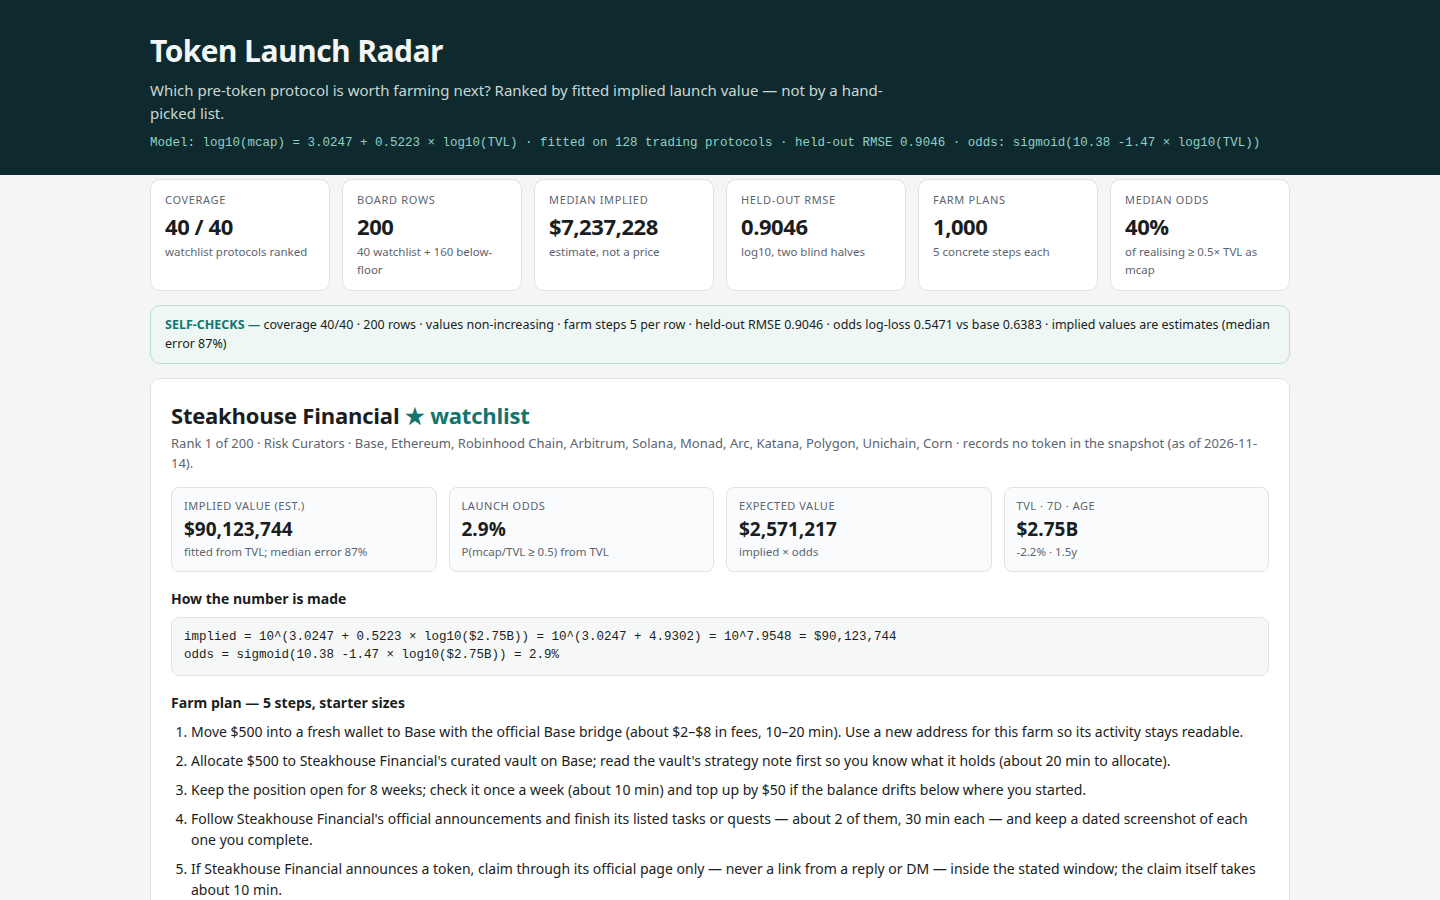 Token Launch Radar
Which pre-token protocol is worth farming next? Ranked by fitted implied launch value — not by a hand-
picked list.
Model: log10(mcap) = 3.0247 + 0.5223 × log10(TVL) · fitted on 128 trading protocols · held-out RMSE 0.9046 · odds: sigmoid(10.38 -1.47 × log10(TVL))
COVERAGE
40 / 40
watchlist protocols ranked
BOARD ROWS
200
40 watchlist + 160 below-
floor
MEDIAN IMPLIED
$7,237,228
estimate, not a price
HELD-OUT RMSE
0.9046
log10, two blind halves
FARM PLANS
1,000
5 concrete steps each
MEDIAN ODDS
40%
of realising ≥ 0.5× TVL as
mcap
SELF-CHECKS — coverage 40/40 · 200 rows · values non-increasing · farm steps 5 per row · held-out RMSE 0.9046 · odds log-loss 0.5471 vs base 0.6383 · implied values are estimates (median
error 87%)
Steakhouse Financial ★ watchlist
Rank 1 of 200 · Risk Curators · Base, Ethereum, Robinhood Chain, Arbitrum, Solana, Monad, Arc, Katana, Polygon, Unichain, Corn · records no token in the snapshot (as of 2026-11-
14).
IMPLIED VALUE (EST.)
$90,123,744
fitted from TVL; median error 87%
LAUNCH ODDS
2.9%
P(mcap/TVL ≥ 0.5) from TVL
EXPECTED VALUE
$2,571,217
implied × odds
TVL · 7D · AGE
$2.75B
-2.2% · 1.5y
How the number is made
implied = 10^(3.0247 + 0.5223 × log10($2.75B)) = 10^(3.0247 + 4.9302) = 10^7.9548 = $90,123,744
odds = sigmoid(10.38 -1.47 × log10($2.75B)) = 2.9%
Farm plan — 5 steps, starter sizes
1. Move $500 into a fresh wallet to Base with the official Base bridge (about $2–$8 in fees, 10–20 min). Use a new address for this farm so its activity stays readable.
2. Allocate $500 to Steakhouse Financial's curated vault on Base; read the vault's strategy note first so you know what it holds (about 20 min to allocate).
3. Keep the position open for 8 weeks; check it once a week (about 10 min) and top up by $50 if the balance drifts below where you started.
4. Follow Steakhouse Financial's official announcements and finish its listed tasks or quests — about 2 of them, 30 min each — and keep a dated screenshot of each
one you complete.
5. If Steakhouse Financial announces a token, claim through its official page only — never a link from a reply or DM — inside the stated window; the claim itself takes
about 10 min.